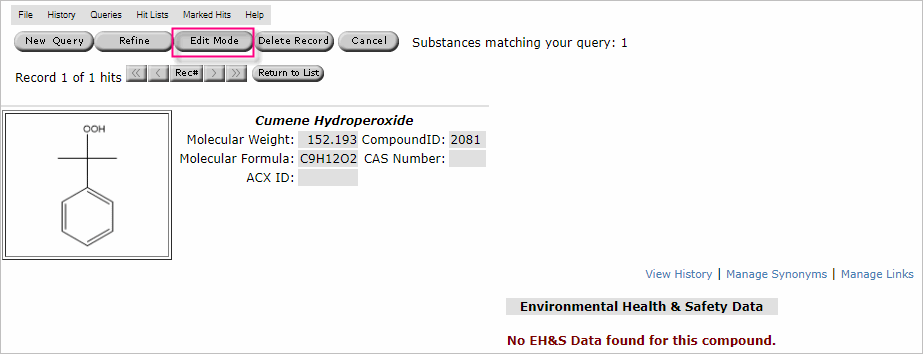 File History Queries Hit Lists Marked Hits Help
New Query Refine Edit Mode Delete Record Cancel Substances matching your query: 1
Record 1 of 1 hits « < Rec# > » Return to List
Cumene Hydroperoxide
OOH
Molecular Weight: 152.193 CompoundID: 2081
Molecular Formula: C9H12O2 CAS Number:
ACX ID:
View History | Manage Synonyms | Manage Links
Environmental Health & Safety Data
No EH&S Data found for this compound.